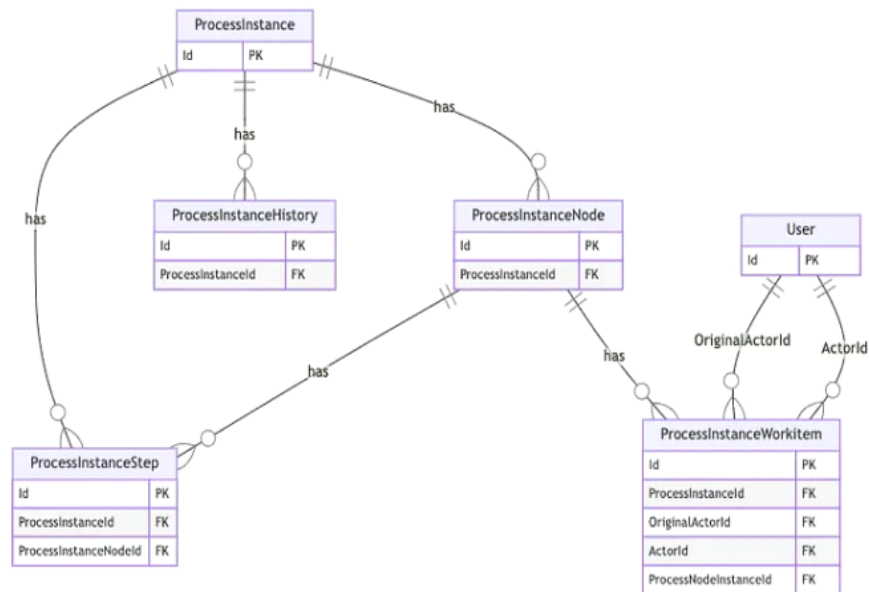 ProcessInstance
Id PK
has
has
has
ProcessInstanceHistory
Id PK
ProcessInstanceId FK
ProcessInstanceNode
Id PK
ProcessInstanceId FK
User
Id PK
has
has
OriginalActorId
ActorId
ProcessInstanceStep
Id PK
ProcessInstanceId FK
ProcessInstanceNodeId FK
ProcessInstanceWorkitem
Id PK
ProcessInstanceId FK
OriginalActorId FK
ActorId FK
ProcessNodeInstanceId FK